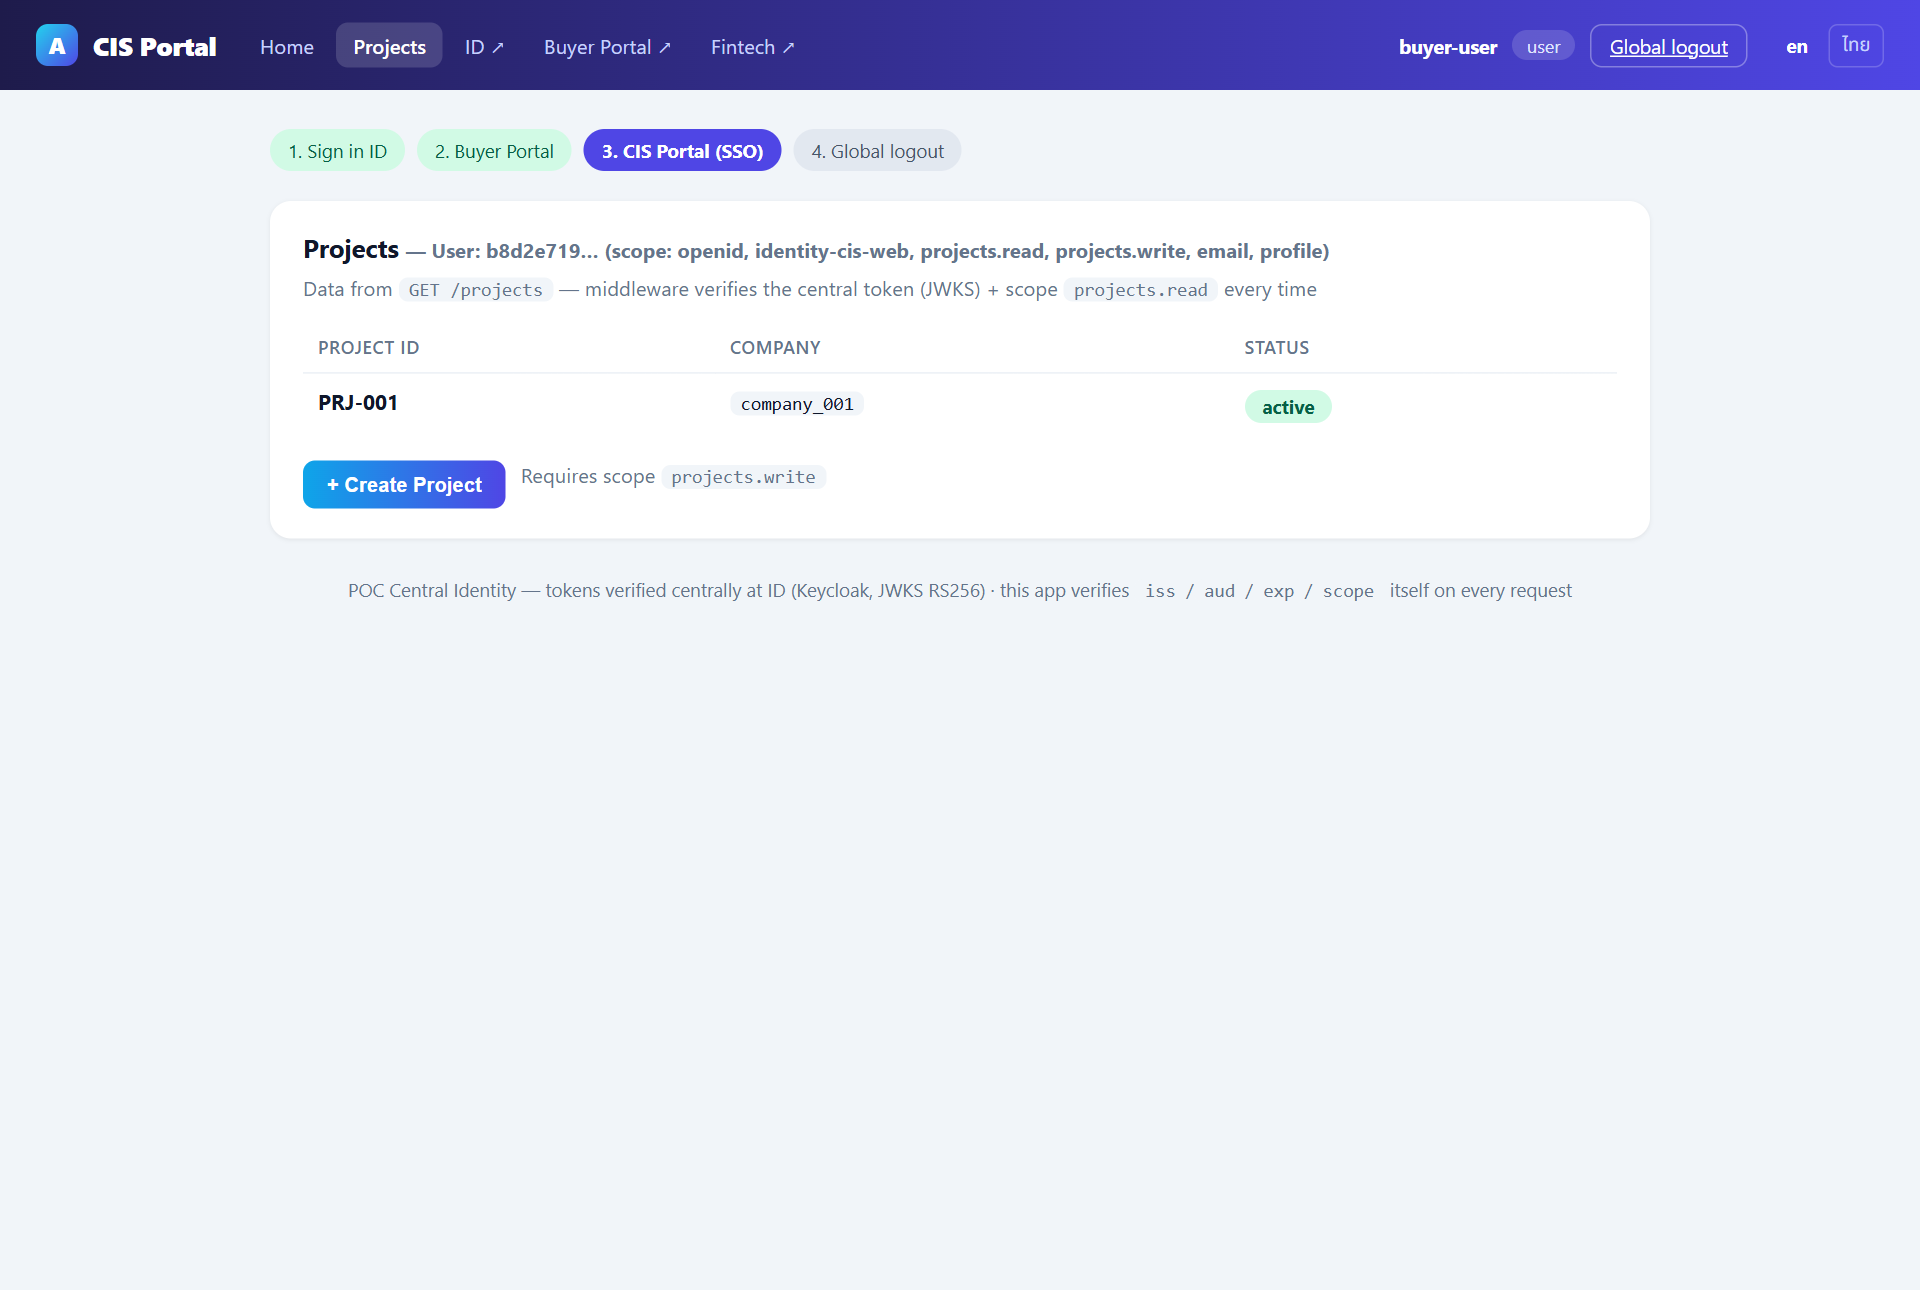 A CIS Portal Home Projects ID ↗ Buyer Portal ↗ Fintech ↗ buyer-user user Global logout en ไทย
1. Sign in ID 2. Buyer Portal 3. CIS Portal (SSO) 4. Global logout
Projects — User: b8d2e719... (scope: openid, identity-cis-web, projects.read, projects.write, email, profile)
Data from GET /projects — middleware verifies the central token (JWKS) + scope projects.read every time
PROJECT ID COMPANY STATUS
PRJ-001 company_001 active
+ Create Project Requires scope projects.write
POC Central Identity — tokens verified centrally at ID (Keycloak, JWKS RS256) · this app verifies iss / aud / exp / scope itself on every request